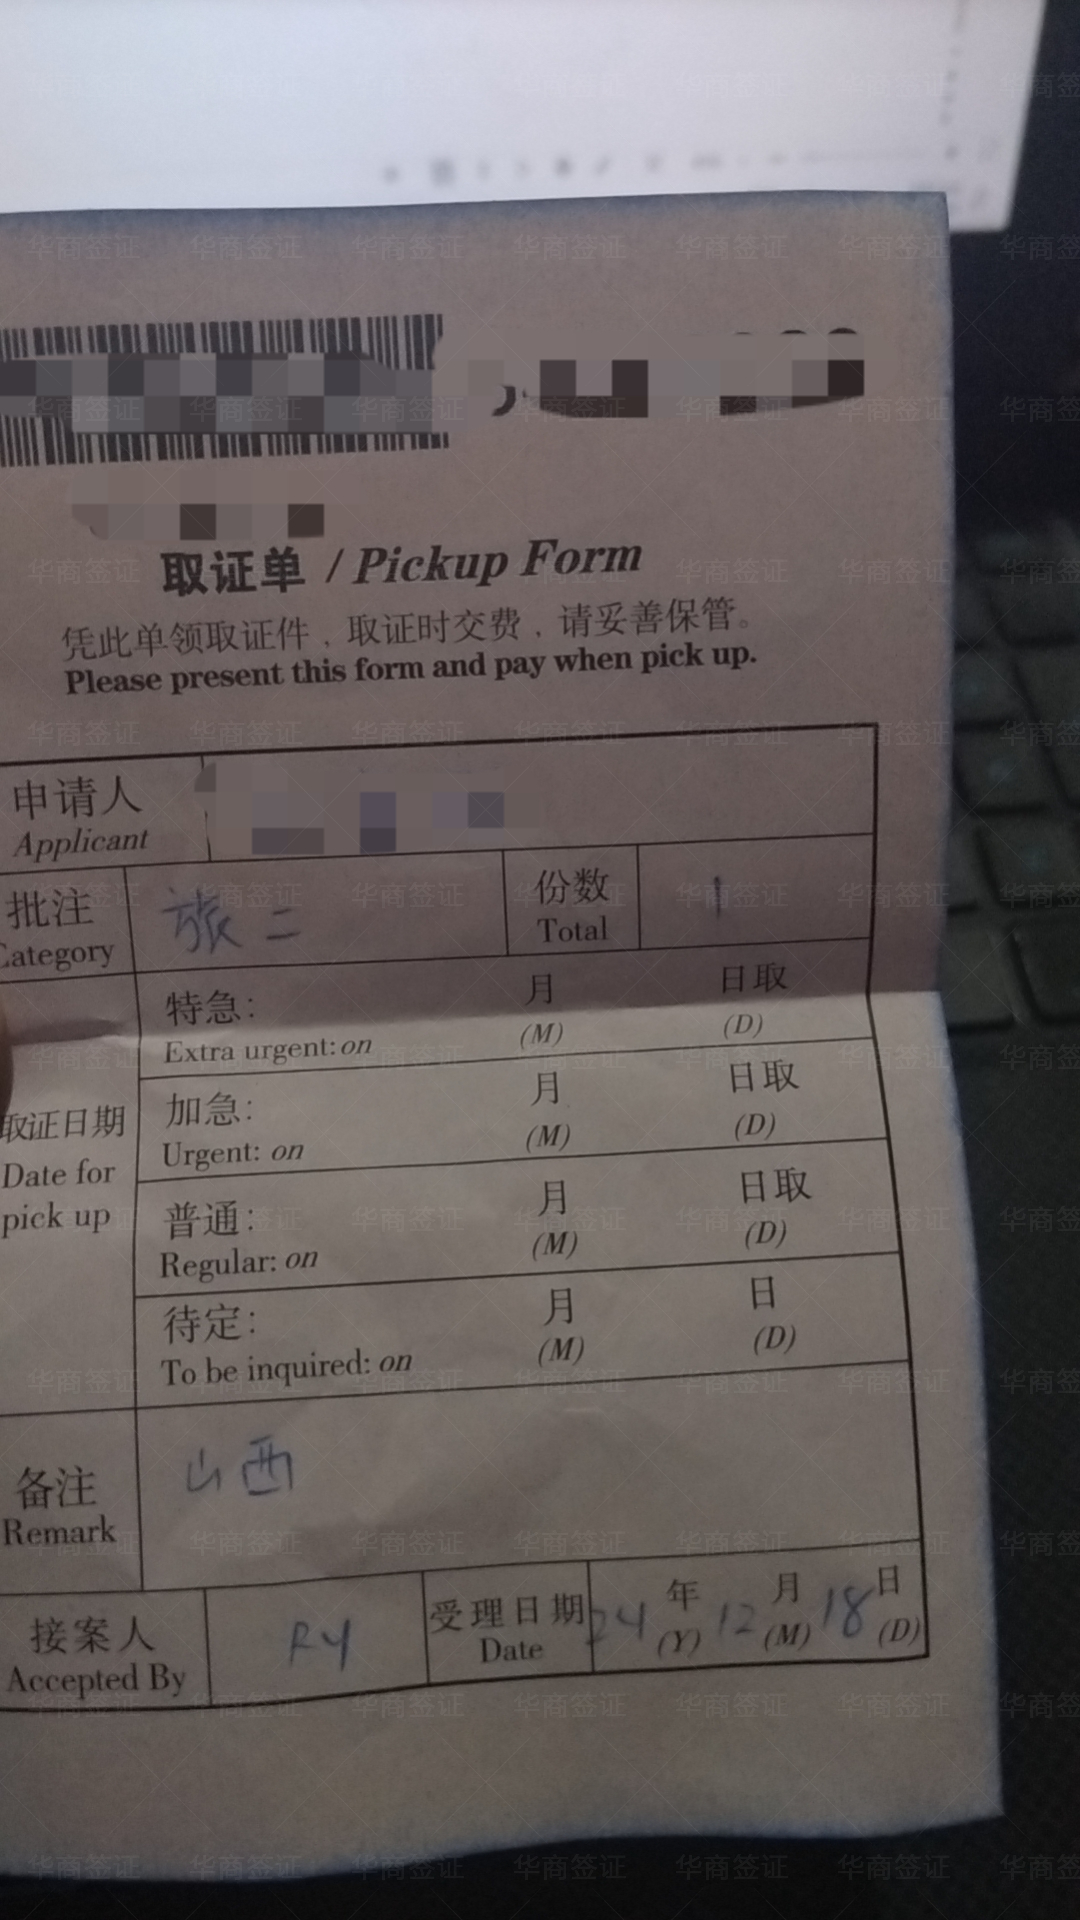 取证单 / Pickup Form
凭此单领取证件，取证时交费，请妥善保管。
Please present this form and pay when pick up.
申请人
Applicant
批注 旅二 份数 1
Category Total
特急： 月 日取
Extra urgent: on (M) (D)
加急： 月 日取
Urgent: on (M) (D)
取证日期
Date for
pick up
普通： 月 日取
Regular: on (M) (D)
待定： 月 日
To be inquired: on (M) (D)
备注 山西
Remark
接案人 受理日期 24 年 12 月 18 日
Accepted By Date (Y) (M) (D)
华商签证